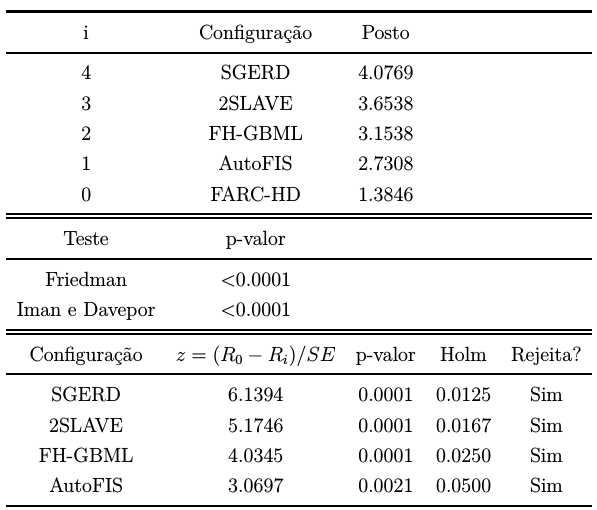 i Configuração Posto
4 SGERD 4.0769
3 2SLAVE 3.6538
2 FH-GBML 3.1538
1 AutoFIS 2.7308
0 FARC-HD 1.3846
Teste p-valor
Friedman <0.0001
Iman e Davepor <0.0001
Configuração z = (R₀ − Rᵢ)/SE p-valor Holm Rejeita?
SGERD 6.1394 0.0001 0.0125 Sim
2SLAVE 5.1746 0.0001 0.0167 Sim
FH-GBML 4.0345 0.0001 0.0250 Sim
AutoFIS 3.0697 0.0021 0.0500 Sim